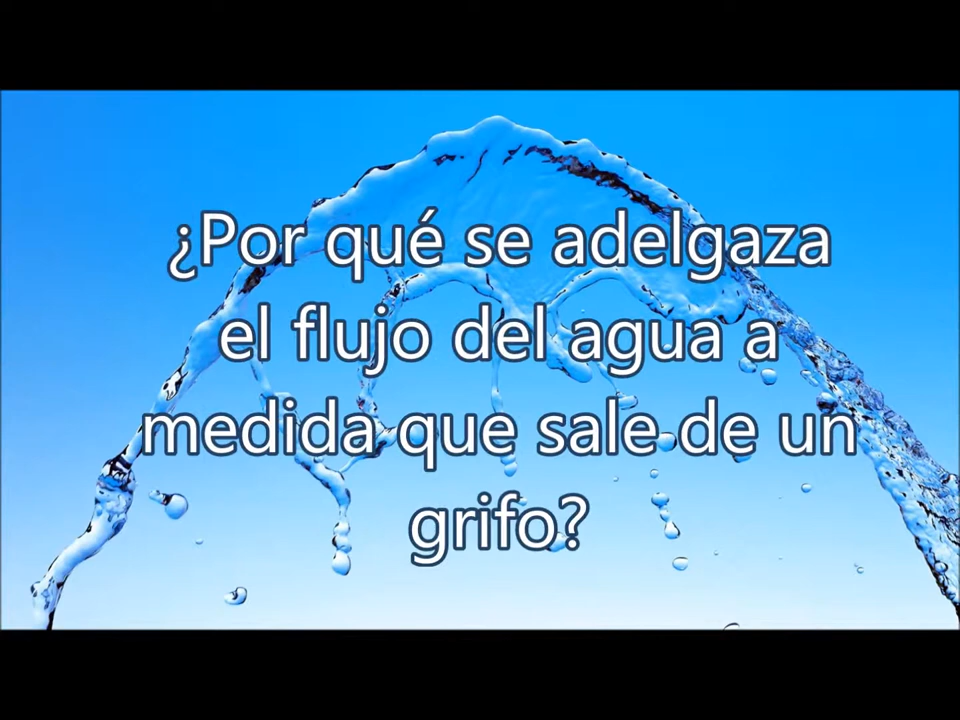 ¿Por qué se adelgaza
el flujo del agua a
medida que sale de un
grifo?